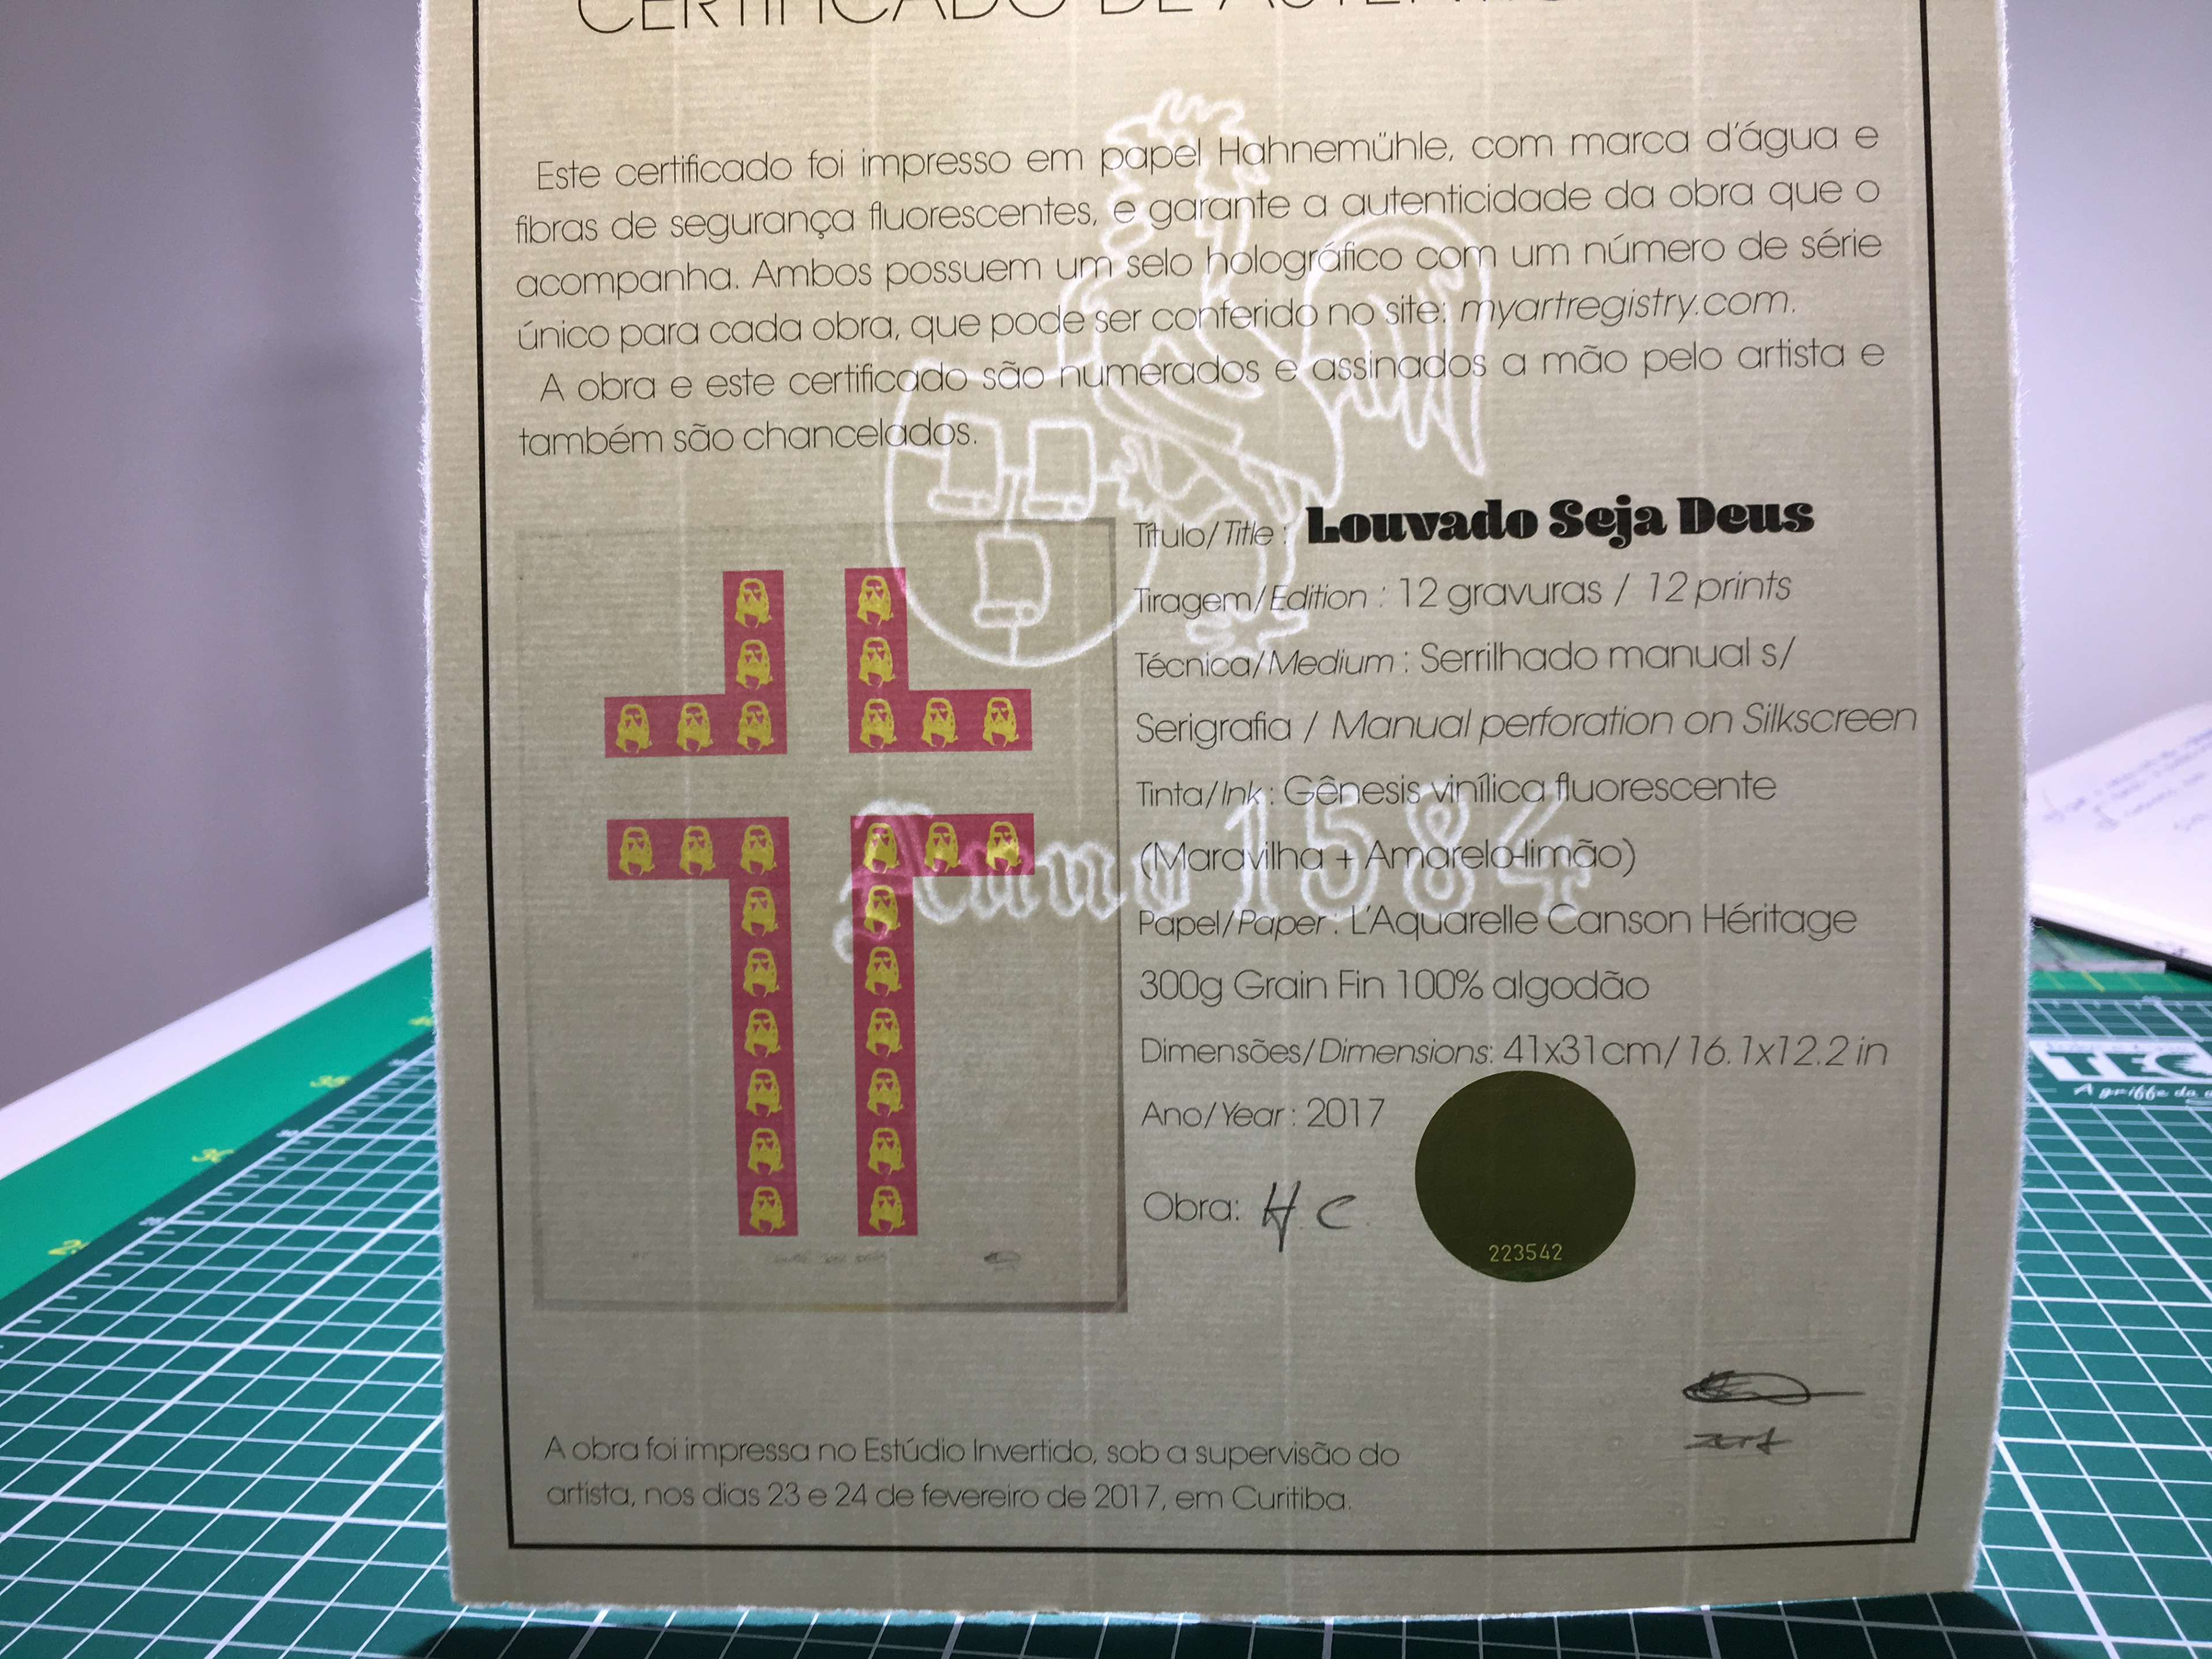 CERTIFICADO DE
Este certificado foi impresso em papel Hahnemühle, com marca d'água e
fibras de segurança fluorescentes, e garante a autenticidade da obra que o
acompanha. Ambos possuem um selo holográfico com um número de série
único para cada obra, que pode ser conferido no site: myartregistry.com.
A obra e este certificado são numerados e assinados a mão pelo artista e
também são chancelados.
Título/Title : Louvado Seja Deus
Tiragem/Edition : 12 gravuras / 12 prints
Técnica/Medium : Serrilhado manual s/
Serigrafia / Manual perforation on Silkscreen
Tinta/Ink : Gênesis vinílica fluorescente
(Maravilha + Amarelo-limão)
Anno 1584
Papel/Paper : L'Aquarelle Canson Héritage
300g Grain Fin 100% algodão
Dimensões/Dimensions: 41x31cm/ 16.1x12.2 in
Ano/Year : 2017
Obra: H C
223542
A obra foi impressa no Estúdio Invertido, sob a supervisão do
artista, nos dias 23 e 24 de fevereiro de 2017, em Curitiba.